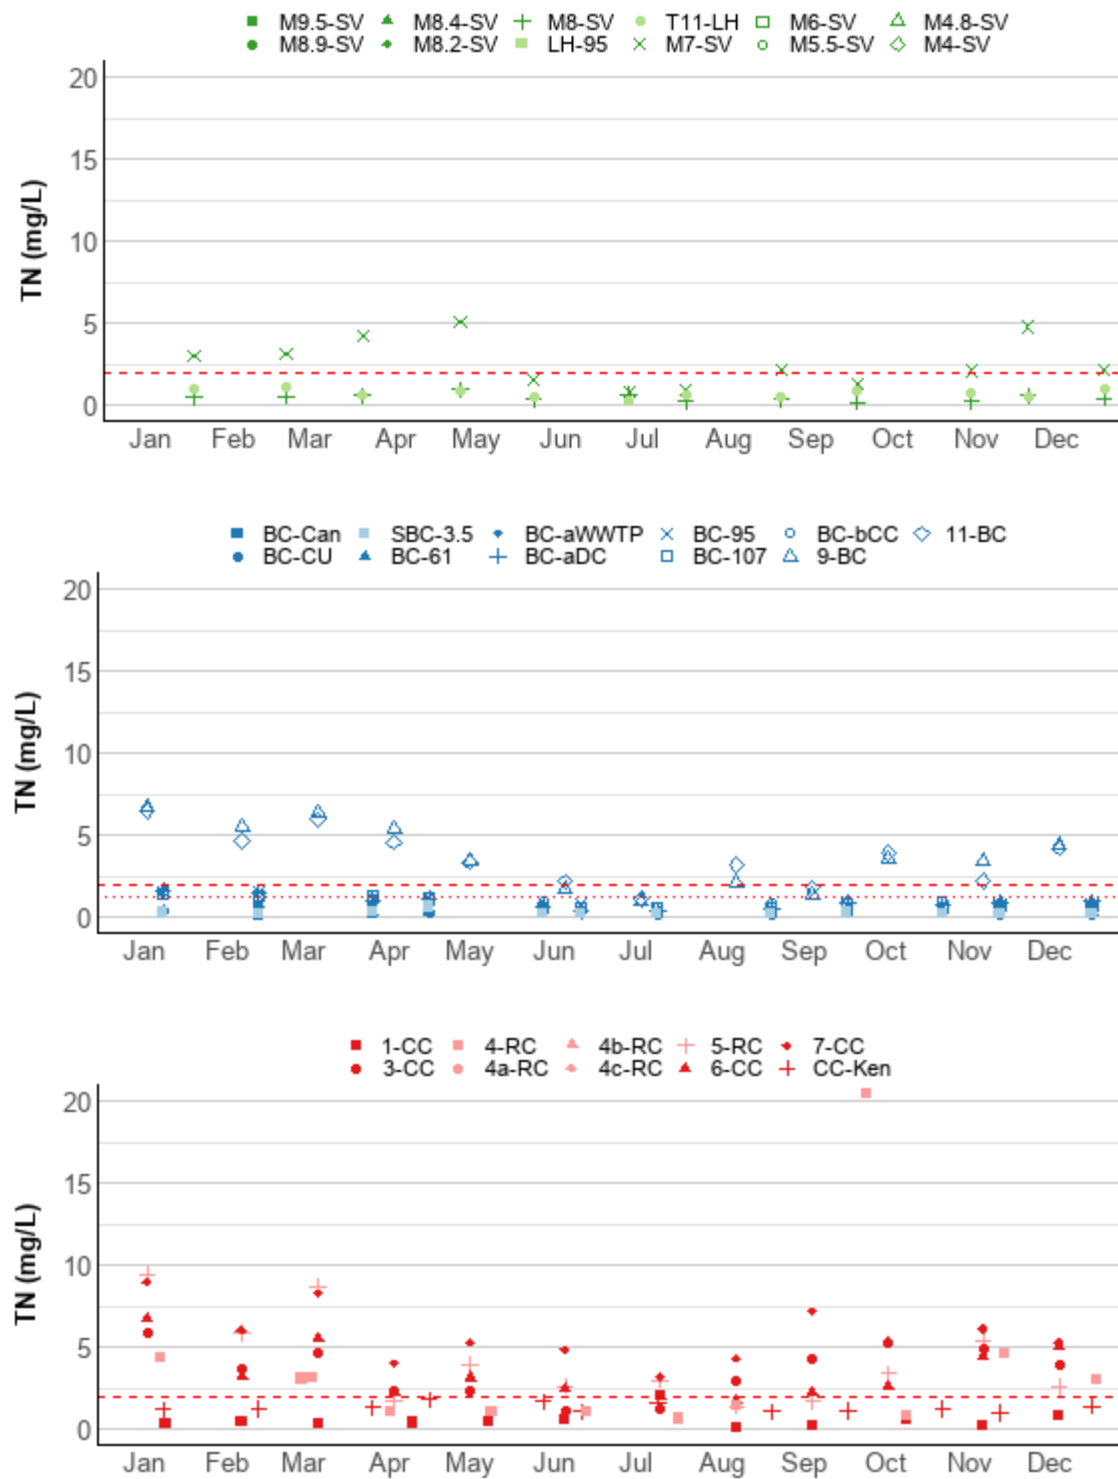 M9.5-SV M8.4-SV M8-SV T11-LH M6-SV M4.8-SV
M8.9-SV M8.2-SV LH-95 M7-SV M5.5-SV M4-SV
TN (mg/L)
20
15
10
5
0
Jan Feb Mar Apr May Jun Jul Aug Sep Oct Nov Dec
BC-Can SBC-3.5 BC-aWWTP BC-95 BC-bCC 11-BC
BC-CU BC-61 BC-aDC BC-107 9-BC
TN (mg/L)
20
15
10
5
0
Jan Feb Mar Apr May Jun Jul Aug Sep Oct Nov Dec
1-CC 4-RC 4b-RC 5-RC 7-CC
3-CC 4a-RC 4c-RC 6-CC CC-Ken
TN (mg/L)
20
15
10
5
0
Jan Feb Mar Apr May Jun Jul Aug Sep Oct Nov Dec